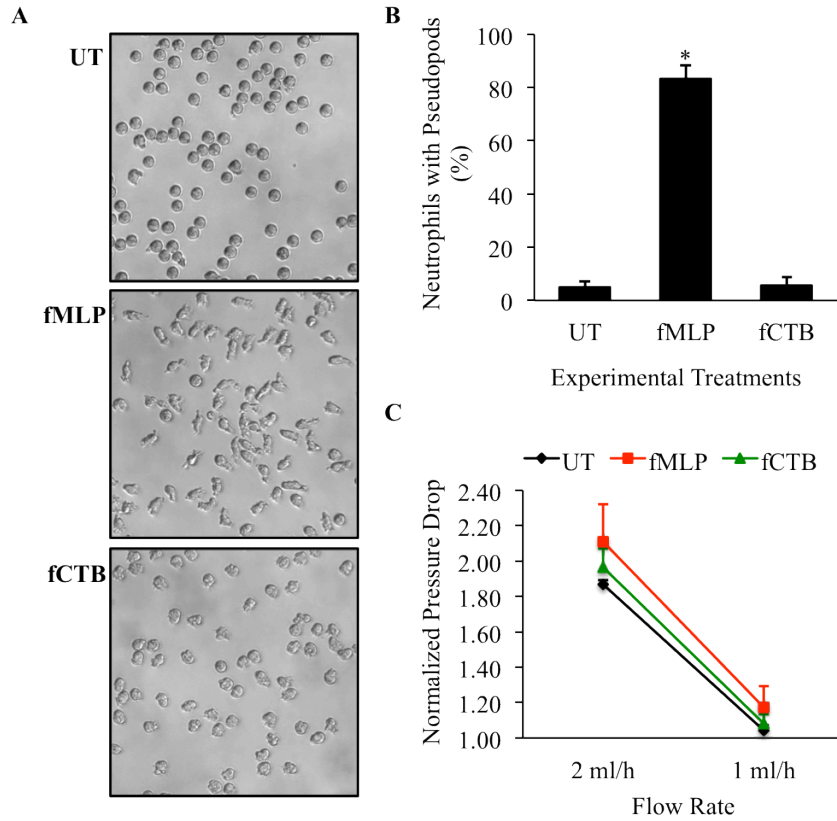 A
UT
fMLP
fCTB
B
Neutrophils with Pseudopods
(%)
100
80
60
40
20
0
*
UT fMLP fCTB
Experimental Treatments
C
UT fMLP fCTB
Normalized Pressure Drop
2.40
2.20
2.00
1.80
1.60
1.40
1.20
1.00
2 ml/h 1 ml/h
Flow Rate